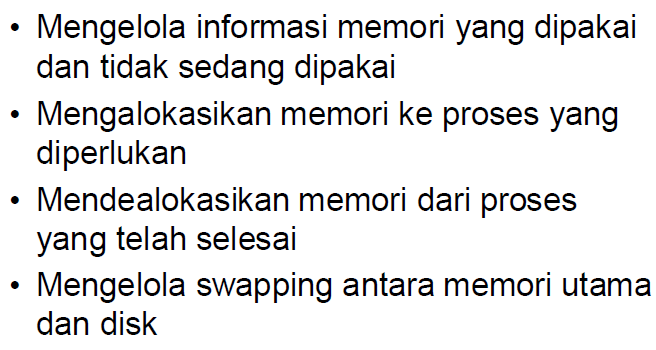 • Mengelola informasi memori yang dipakai
dan tidak sedang dipakai
• Mengalokasikan memori ke proses yang
diperlukan
• Mendealokasikan memori dari proses
yang telah selesai
• Mengelola swapping antara memori utama
dan disk